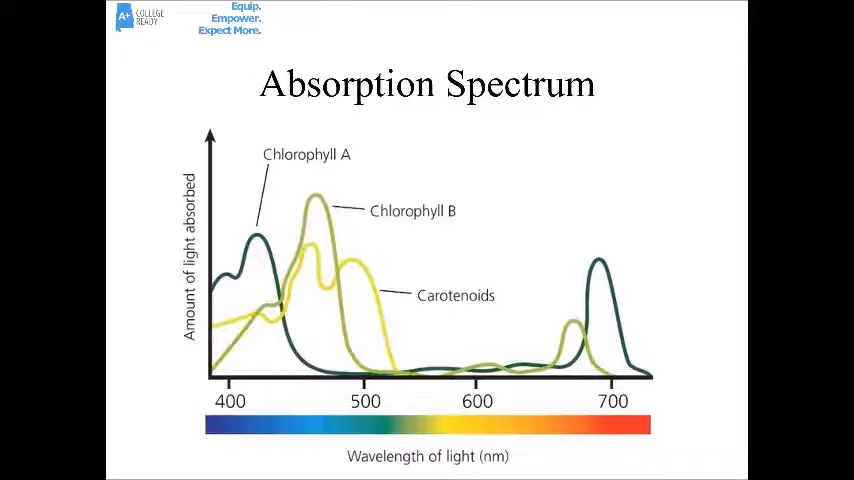 A+ COLLEGE READY
Equip.
Empower.
Expect More.
Absorption Spectrum
Chlorophyll A
Chlorophyll B
Carotenoids
Amount of light absorbed
400 500 600 700
Wavelength of light (nm)